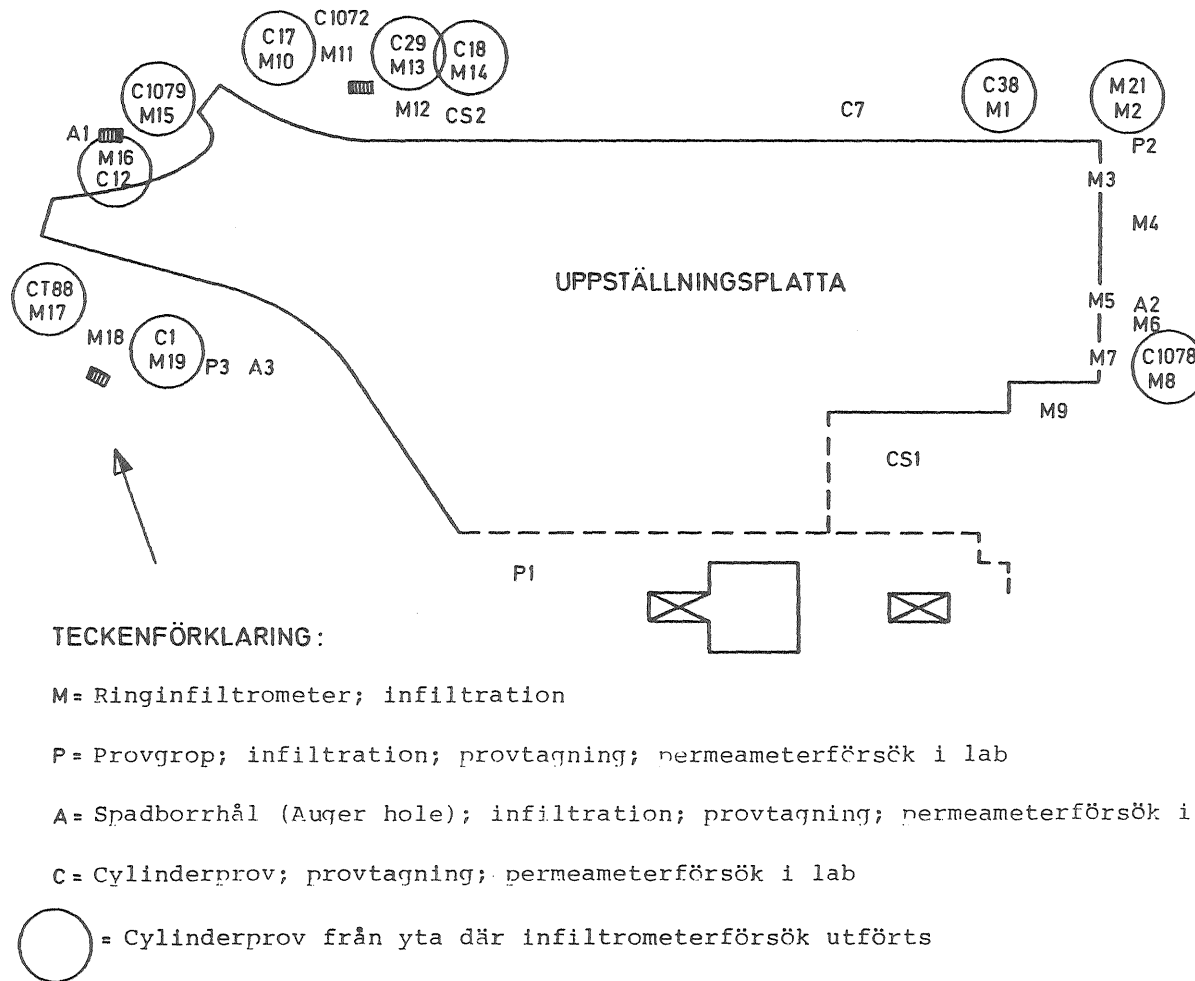 C17
M10
C1072
M11
C29
M13
C18
M14
M12
CS2
C1079
M15
A1
M16
C12
C7
C38
M1
M21
M2
P2
M3
M4
UPPSTÄLLNINGSPLATTA
M5
A2
M6
M7
C1078
M8
M9
CT88
M17
M18
C1
M19
P3
A3
CS1
P1
TECKENFÖRKLARING:
M= Ringinfiltrometer; infiltration
P= Provgrop; infiltration; provtagning; permeameterförsök i lab
A= Spadborrhål (Auger hole); infiltration; provtagning; permeameterförsök i
C= Cylinderprov; provtagning; permeameterförsök i lab
= Cylinderprov från yta där infiltrometerförsök utförts